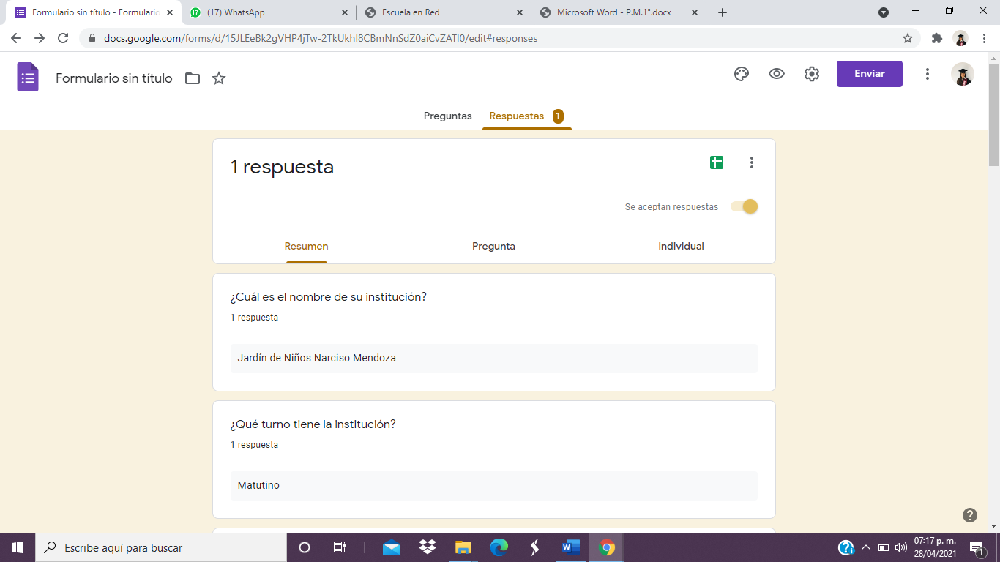 Formulario sin título - Formulario
17
(17) WhatsApp
Escuela en Red
Microsoft Word - P.M.1°.docx
docs.google.com/forms/d/15JLEeBk2gVHP4jTw-2TkUkhI8CBmNnSdZ0aiCvZATI0/edit#responses
Formulario sin título
Enviar
Preguntas
Respuestas 1
1 respuesta
Se aceptan respuestas
Resumen
Pregunta
Individual
¿Cuál es el nombre de su institución?
1 respuesta
Jardín de Niños Narciso Mendoza
¿Qué turno tiene la institución?
1 respuesta
Matutino
Escribe aquí para buscar
07:17 p. m.
28/04/2021
1